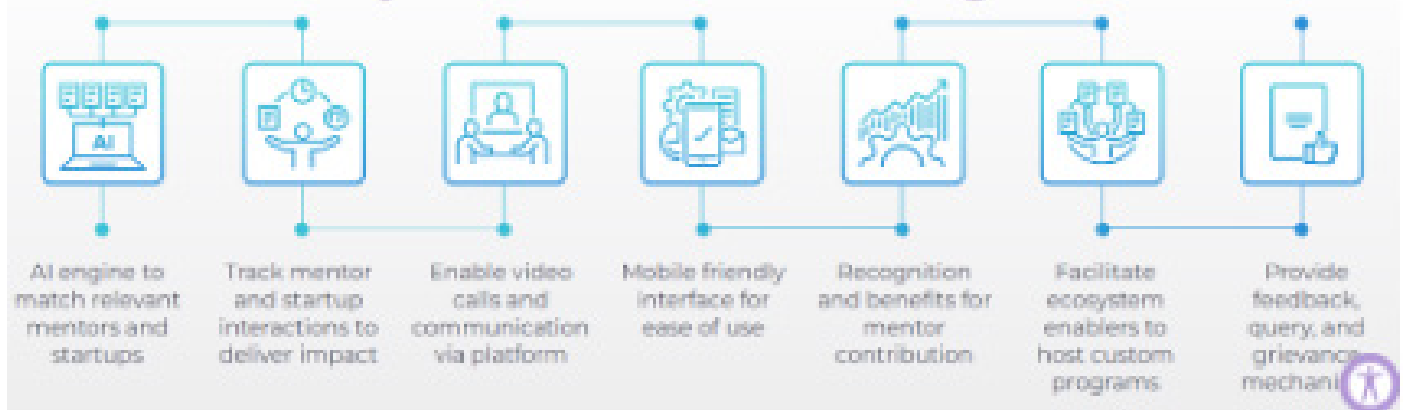 AI
AI engine to
match relevant
mentors and
startups
Track mentor
and startup
interactions to
deliver impact
Enable video
calls and
communication
via platform
Mobile friendly
interface for
ease of use
Recognition
and benefits for
mentor
contribution
Facilitate
ecosystem
enablers to
host custom
programs
Provide
feedback,
query, and
grievance